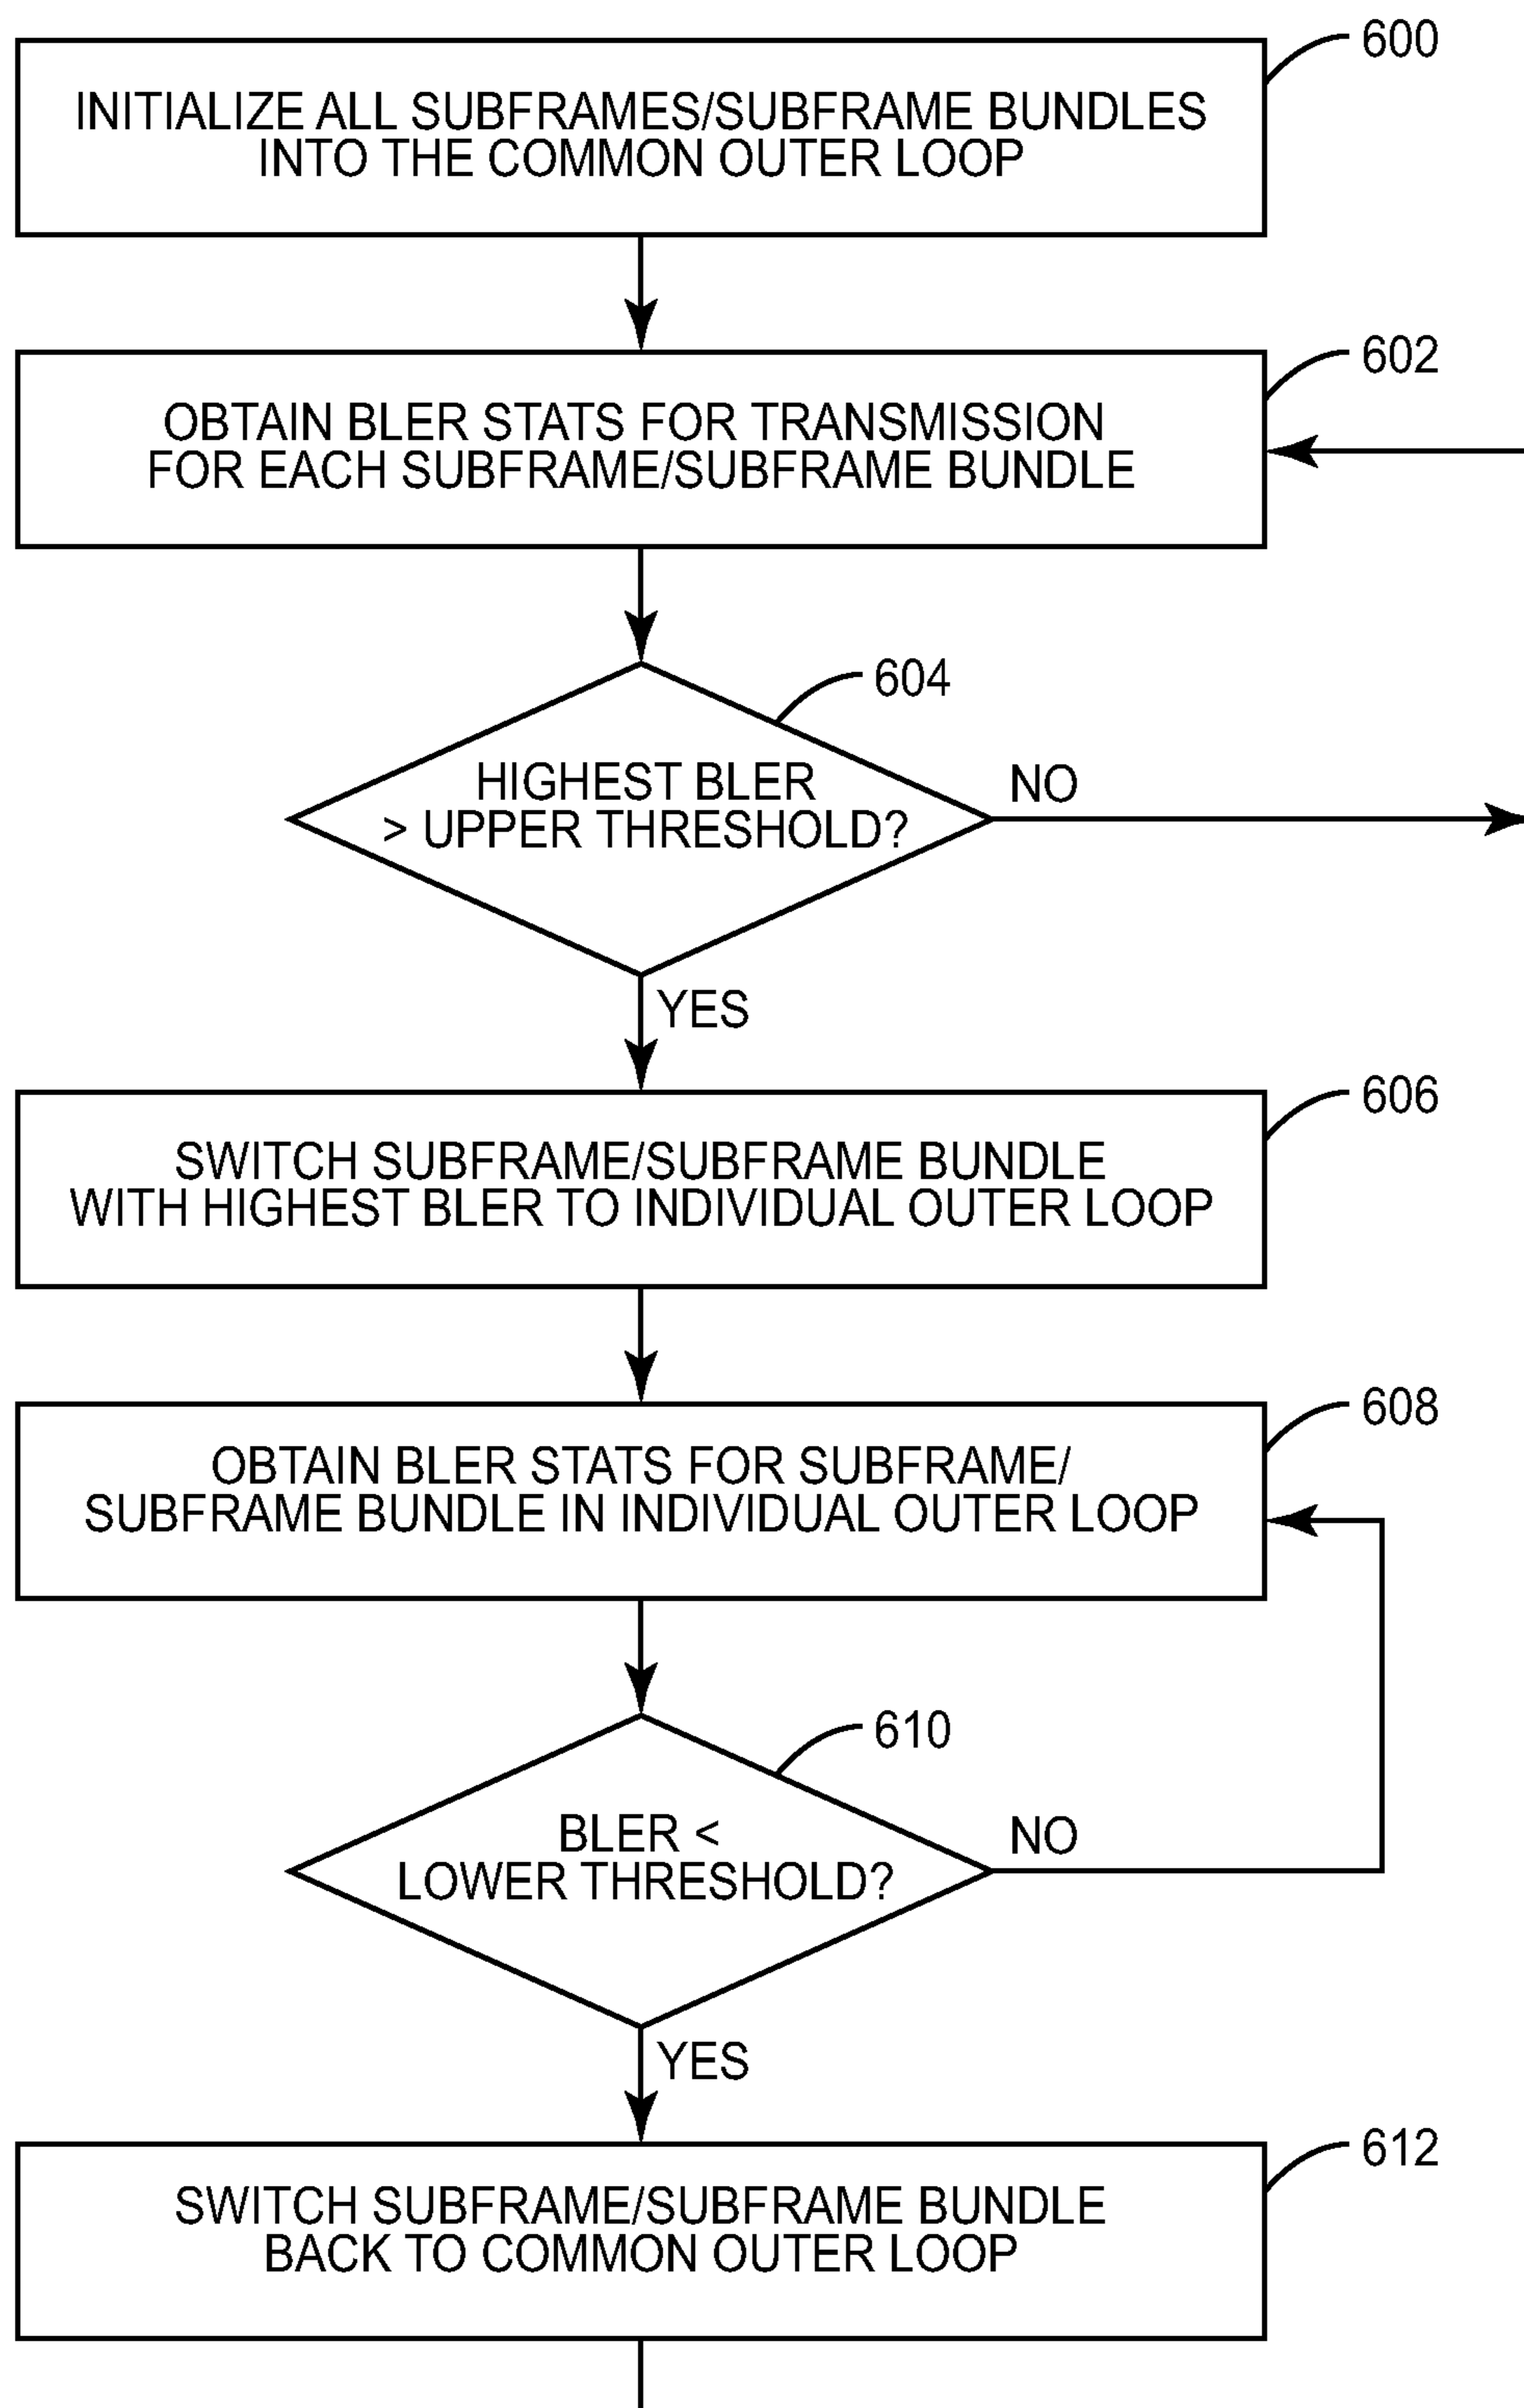 600
INITIALIZE ALL SUBFRAMES/SUBFRAME BUNDLES
INTO THE COMMON OUTER LOOP
602
OBTAIN BLER STATS FOR TRANSMISSION
FOR EACH SUBFRAME/SUBFRAME BUNDLE
604
HIGHEST BLER
> UPPER THRESHOLD?
NO
YES
606
SWITCH SUBFRAME/SUBFRAME BUNDLE
WITH HIGHEST BLER TO INDIVIDUAL OUTER LOOP
608
OBTAIN BLER STATS FOR SUBFRAME/
SUBFRAME BUNDLE IN INDIVIDUAL OUTER LOOP
610
BLER <
LOWER THRESHOLD?
NO
YES
612
SWITCH SUBFRAME/SUBFRAME BUNDLE
BACK TO COMMON OUTER LOOP